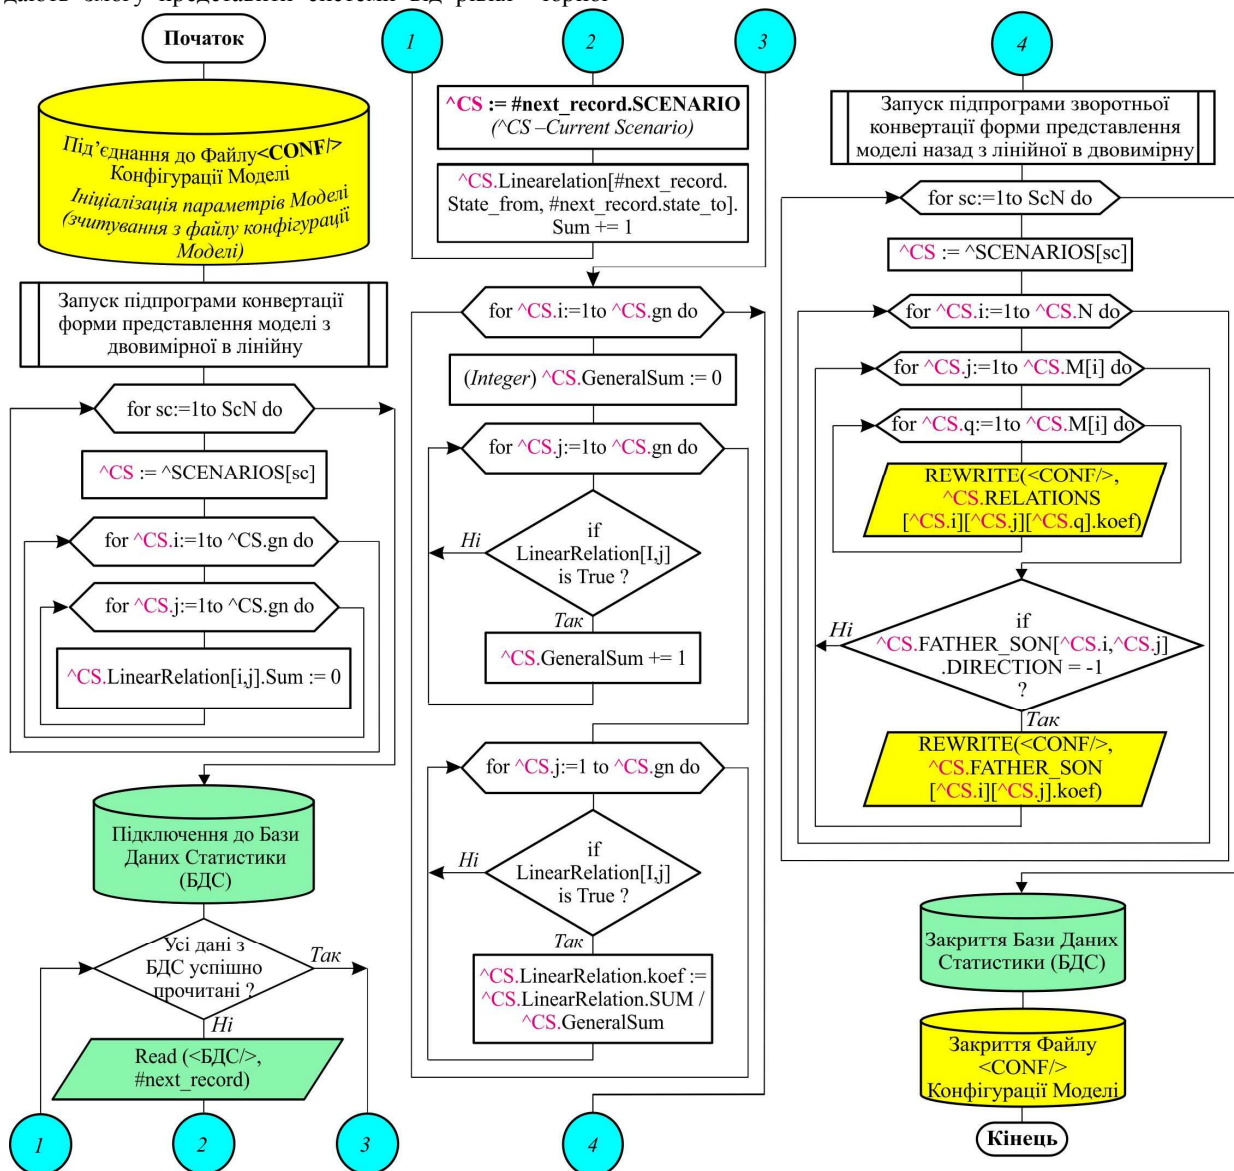 дають змогу представити системи від рівня "чорної
Початок
Під’єднання до Файлу<CONF/>
Конфігурації Моделі
Ініціалізація параметрів Моделі
(зчитування з файлу конфігурації
Моделі)
Запуск підпрограми конвертації
форми представлення моделі з
двовимірної в лінійну
for sc:=1to ScN do
^CS := ^SCENARIOS[sc]
for ^CS.i:=1to ^CS.gn do
for ^CS.j:=1to ^CS.gn do
^CS.LinearRelation[i,j].Sum := 0
Підключення до Бази
Даних Статистики
(БДС)
Усі дані з
БДС успішно
прочитані ?
Так
Ні
Read (<БДС/>,
#next_record)
1
2
3
1
2
3
^CS := #next_record.SCENARIO
(^CS –Current Scenario)
^CS.Linearelation[#next_record.
State_from, #next_record.state_to].
Sum += 1
for ^CS.i:=1to ^CS.gn do
(Integer) ^CS.GeneralSum := 0
for ^CS.j:=1to ^CS.gn do
if
LinearRelation[I,j]
is True ?
Ні
Так
^CS.GeneralSum += 1
for ^CS.j:=1 to ^CS.gn do
if
LinearRelation[I,j]
is True ?
Ні
Так
^CS.LinearRelation.koef :=
^CS.LinearRelation.SUM /
^CS.GeneralSum
4
4
Запуск підпрограми зворотньої
конвертації форми представлення
моделі назад з лінійної в двовимірну
for sc:=1to ScN do
^CS := ^SCENARIOS[sc]
for ^CS.i:=1to ^CS.N do
for ^CS.j:=1to ^CS.M[i] do
for ^CS.q:=1to ^CS.M[i] do
REWRITE(<CONF/>,
^CS.RELATIONS
[^CS.i][^CS.j][^CS.q].koef)
if
^CS.FATHER_SON[^CS.i,^CS.j]
.DIRECTION = -1
?
Ні
Так
REWRITE(<CONF/>,
^CS.FATHER_SON
[^CS.i][^CS.j].koef)
Закриття Бази Даних
Статистики (БДС)
Закриття Файлу
<CONF/>
Конфігурації Моделі
Кінець